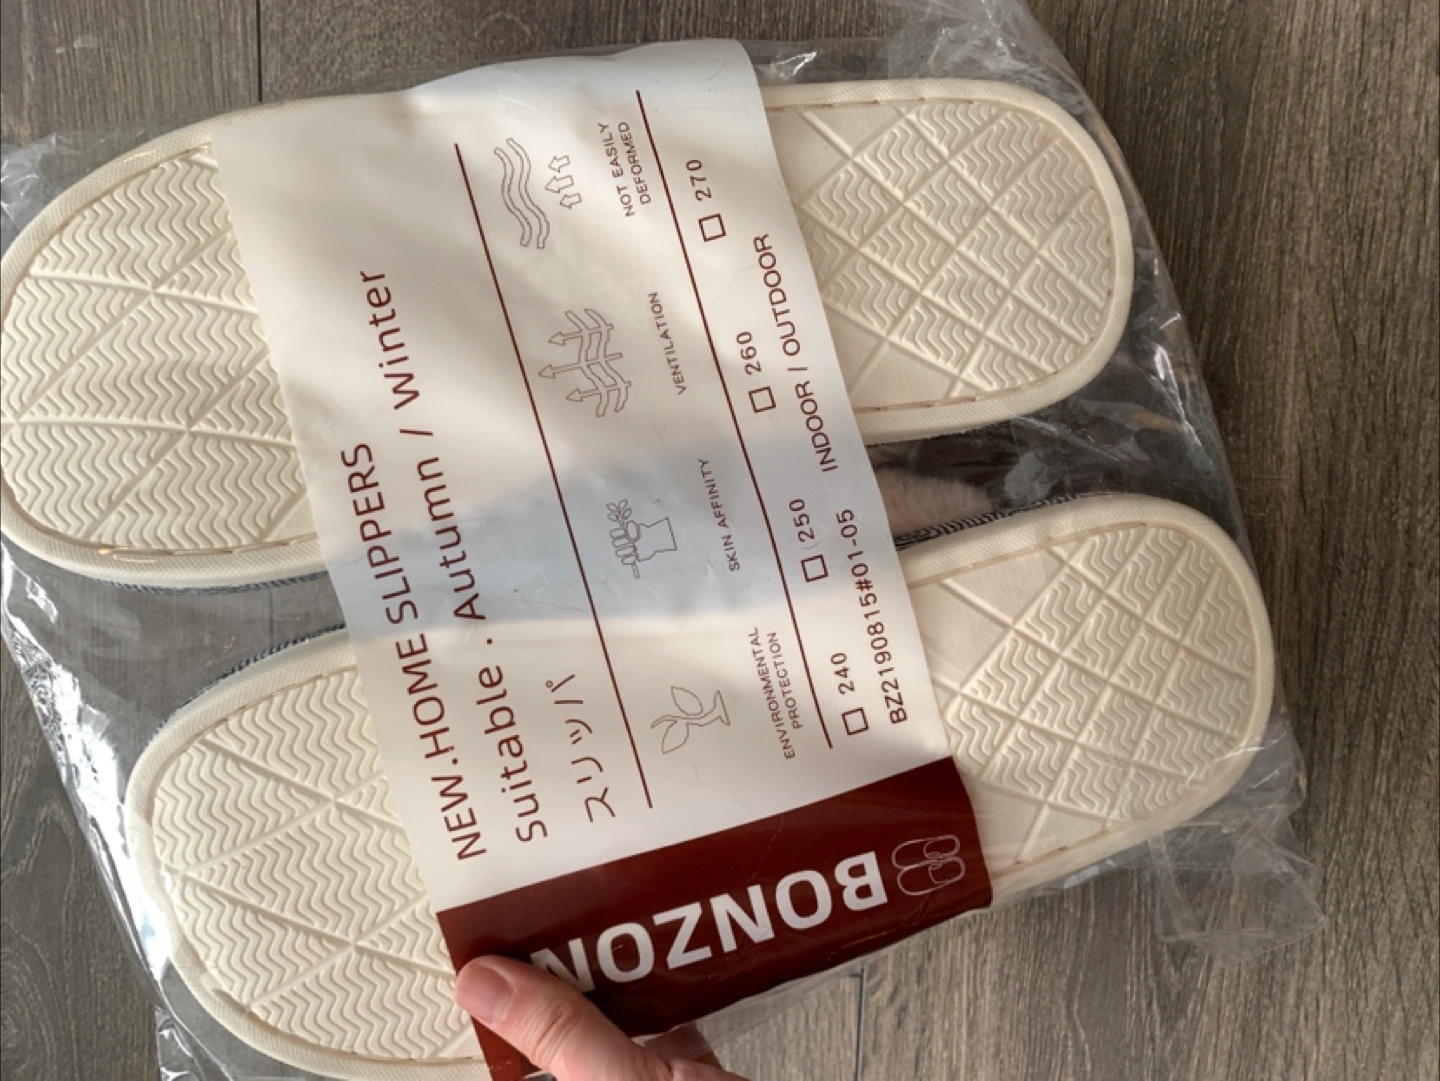 NEW.HOME SLIPPERS
Suitable . Autumn / Winter
スリッパ
ENVIRONMENTAL
PROTECTION
SKIN AFFINITY
VENTILATION
NOT EASILY
DEFORMED
240
250
260
270
BZ2190815#01-05 INDOOR / OUTDOOR
BONZON